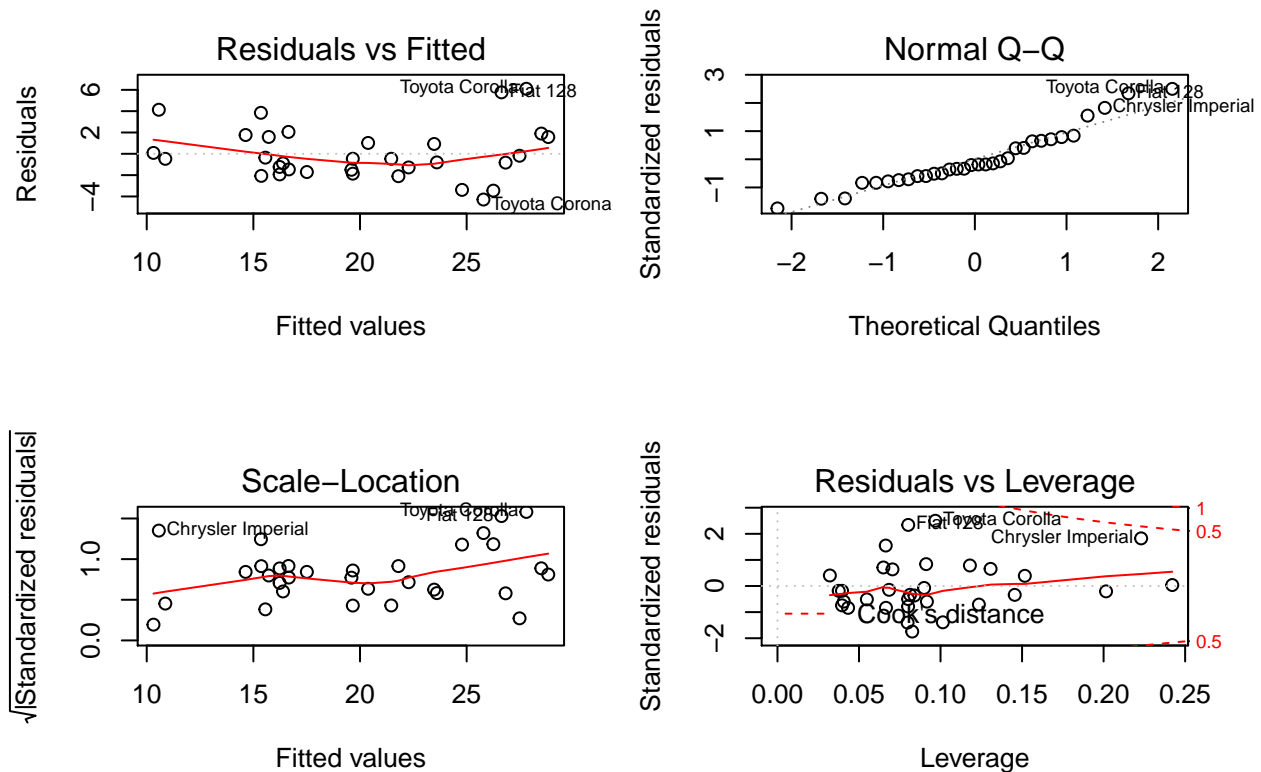 Residuals vs Fitted
Residuals
6
2
−4
Toyota Corolla
Fiat 128
Toyota Corona
10 15 20 25
Fitted values
Normal Q−Q
Standardized residuals
3
1
−1
Toyota Corolla
Fiat 128
Chrysler Imperial
−2 −1 0 1 2
Theoretical Quantiles
Scale−Location
√|Standardized residuals|
1.0
0.0
Toyota Corolla
Fiat 128
Chrysler Imperial
10 15 20 25
Fitted values
Residuals vs Leverage
Standardized residuals
2
0
−2
Fiat 128
Toyota Corolla
Chrysler Imperial
Cook's distance
1
0.5
0.5
0.00 0.05 0.10 0.15 0.20 0.25
Leverage